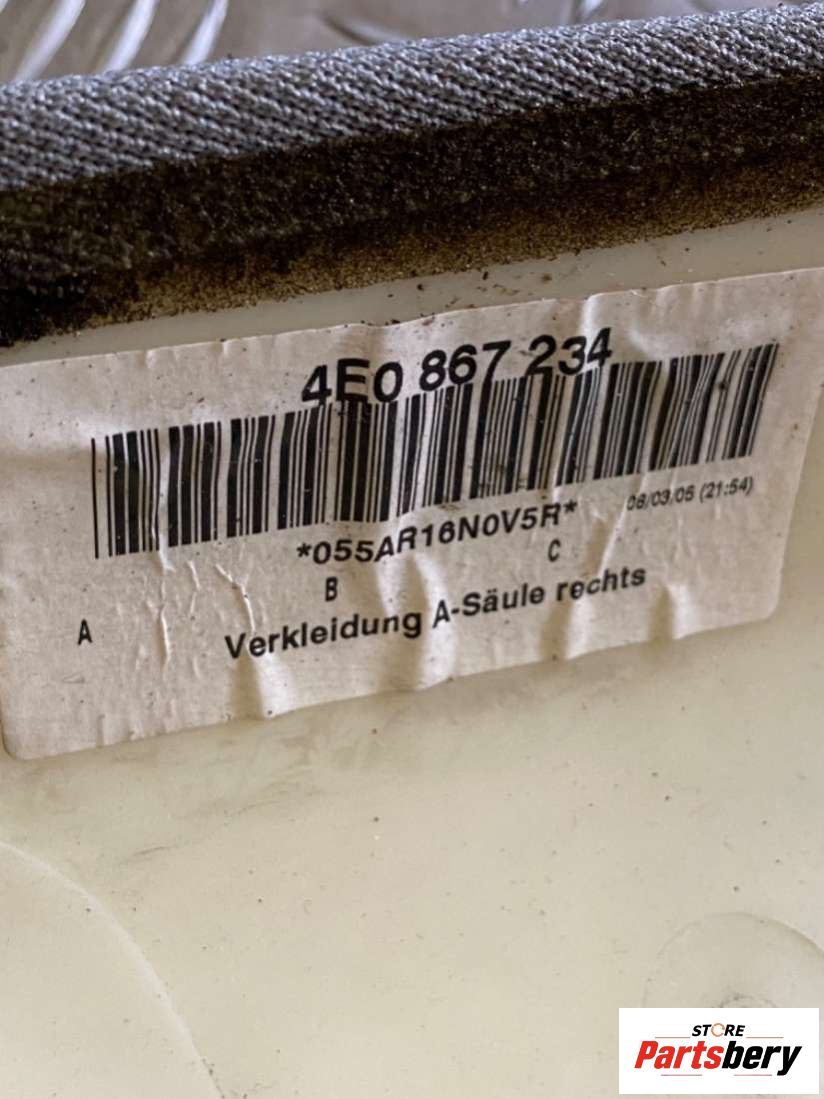 4E0 867 234
*055AR16N0V5R*
08/03/05 (21:54)
A B C
Verkleidung A-Säule rechts
STORE
Partsbery